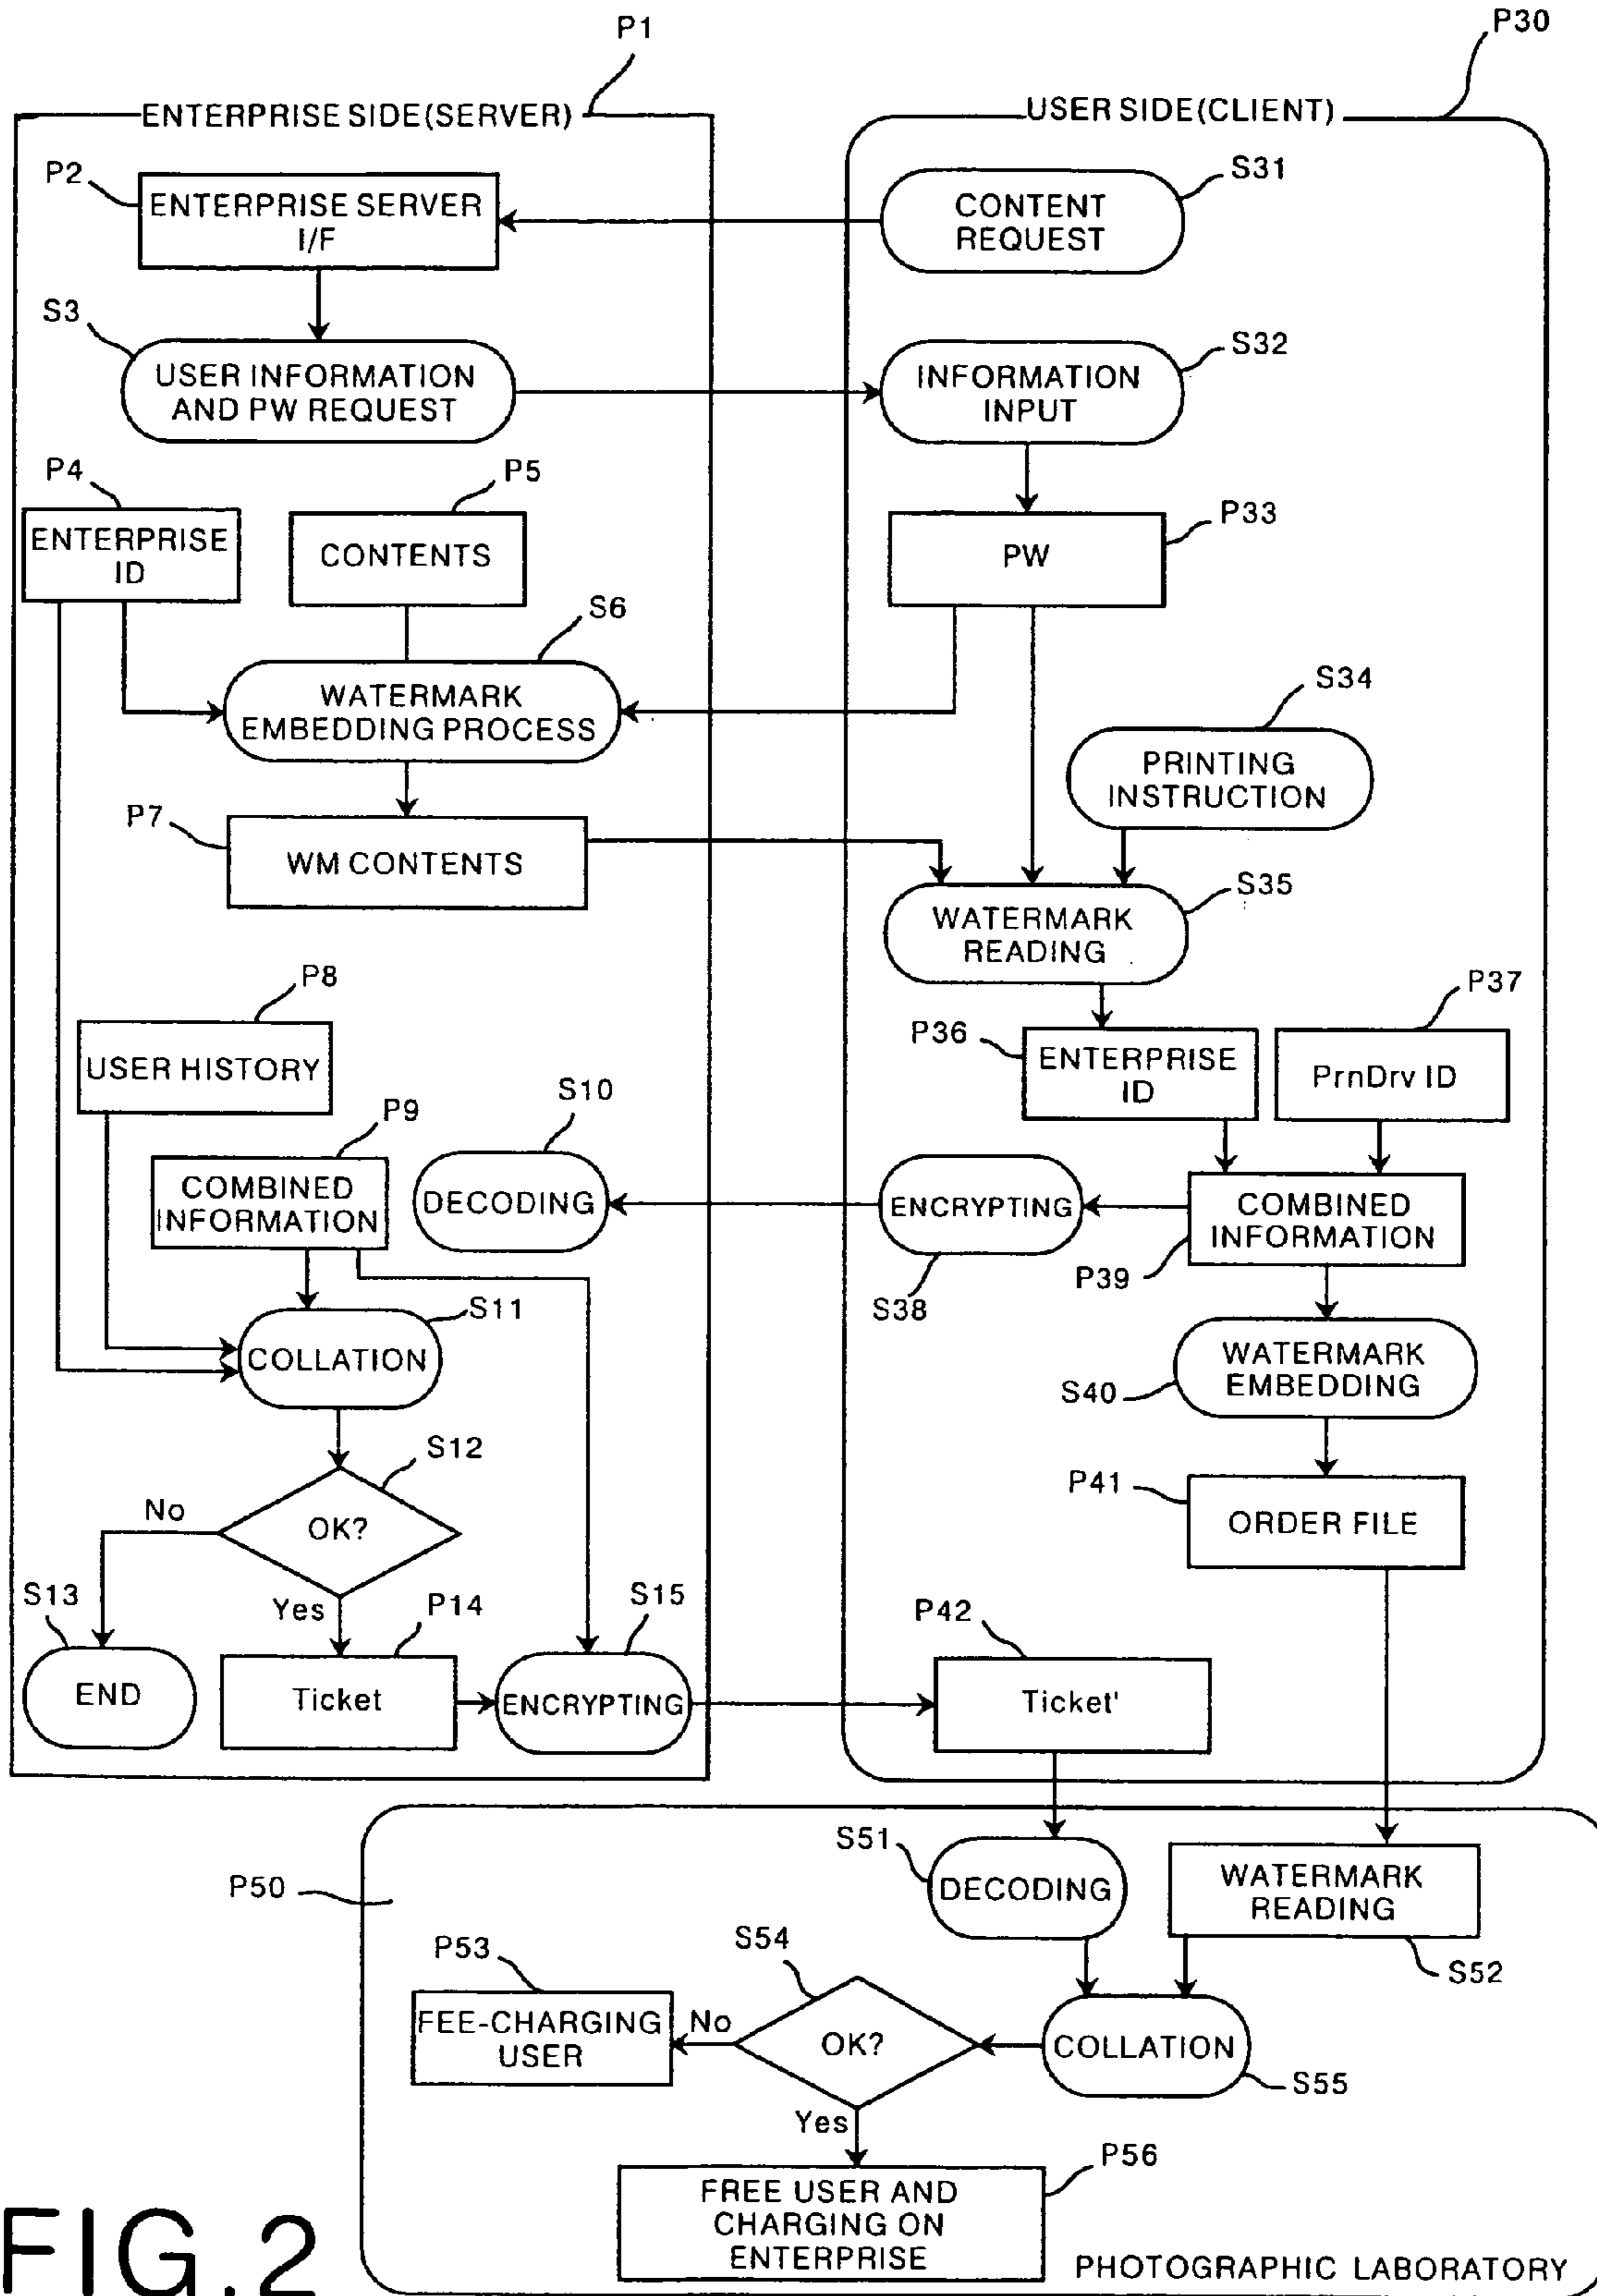 P1
P30
ENTERPRISE SIDE(SERVER)
USER SIDE(CLIENT)
P2
ENTERPRISE SERVER
I/F
CONTENT
REQUEST
S31
S3
USER INFORMATION
AND PW REQUEST
INFORMATION
INPUT
S32
P4
ENTERPRISE
ID
P5
CONTENTS
PW
P33
S6
WATERMARK
EMBEDDING PROCESS
S34
PRINTING
INSTRUCTION
P7
WM CONTENTS
WATERMARK
READING
S35
P8
USER HISTORY
P36
ENTERPRISE
ID
P37
PrnDrv ID
P9
COMBINED
INFORMATION
S10
DECODING
ENCRYPTING
S38
COMBINED
INFORMATION
P39
S11
COLLATION
WATERMARK
EMBEDDING
S40
S12
OK?
No
Yes
P41
ORDER FILE
S13
END
P14
Ticket
S15
ENCRYPTING
P42
Ticket'
P50
S51
DECODING
WATERMARK
READING
S52
P53
FEE-CHARGING
USER
No
S54
OK?
COLLATION
S55
Yes
P56
FREE USER AND
CHARGING ON
ENTERPRISE
PHOTOGRAPHIC LABORATORY
FIG.2